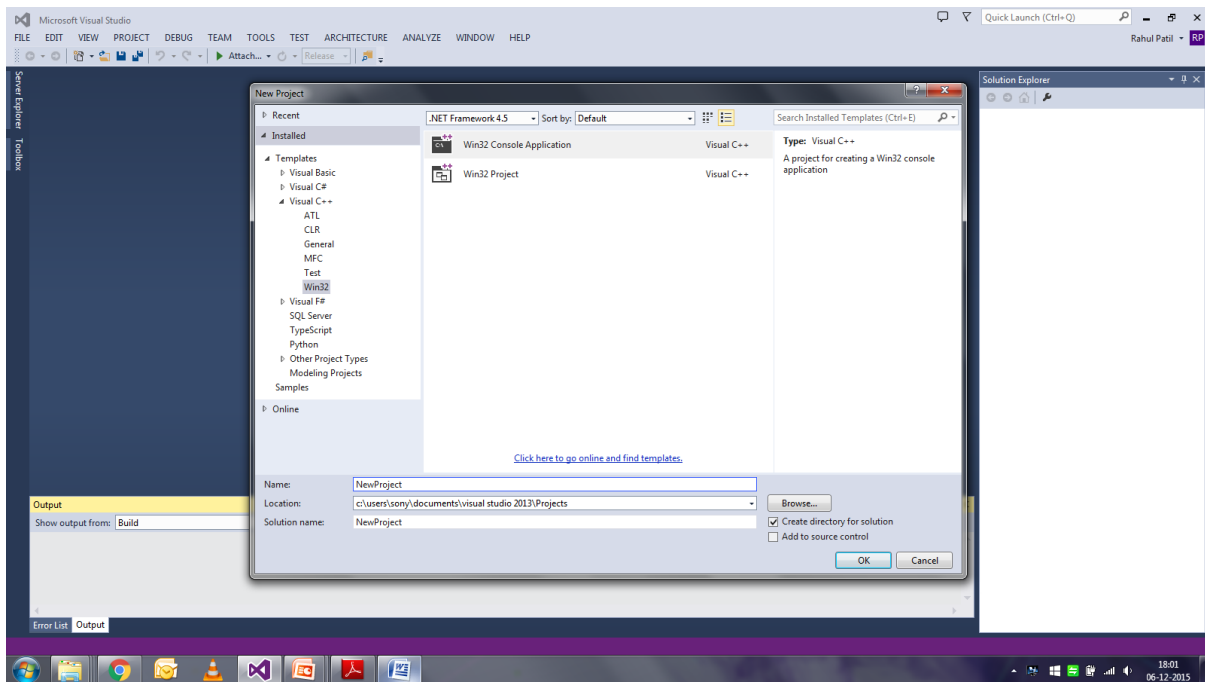 Microsoft Visual Studio
Quick Launch (Ctrl+Q)
FILE EDIT VIEW PROJECT DEBUG TEAM TOOLS TEST ARCHITECTURE ANALYZE WINDOW HELP
Rahul Patil RP
Attach... Release
Server Explorer
Toolbox
New Project
Recent
Installed
Templates
Visual Basic
Visual C#
Visual C++
ATL
CLR
General
MFC
Test
Win32
Visual F#
SQL Server
TypeScript
Python
Other Project Types
Modeling Projects
Samples
Online
.NET Framework 4.5 Sort by: Default
Win32 Console Application Visual C++
Win32 Project Visual C++
Click here to go online and find templates.
Search Installed Templates (Ctrl+E)
Type: Visual C++
A project for creating a Win32 console
application
Name: NewProject
Location: c:\users\sony\documents\visual studio 2013\Projects
Browse...
Solution name: NewProject
Create directory for solution
Add to source control
OK Cancel
Solution Explorer
Output
Show output from: Build
Error List Output
18:01
06-12-2015